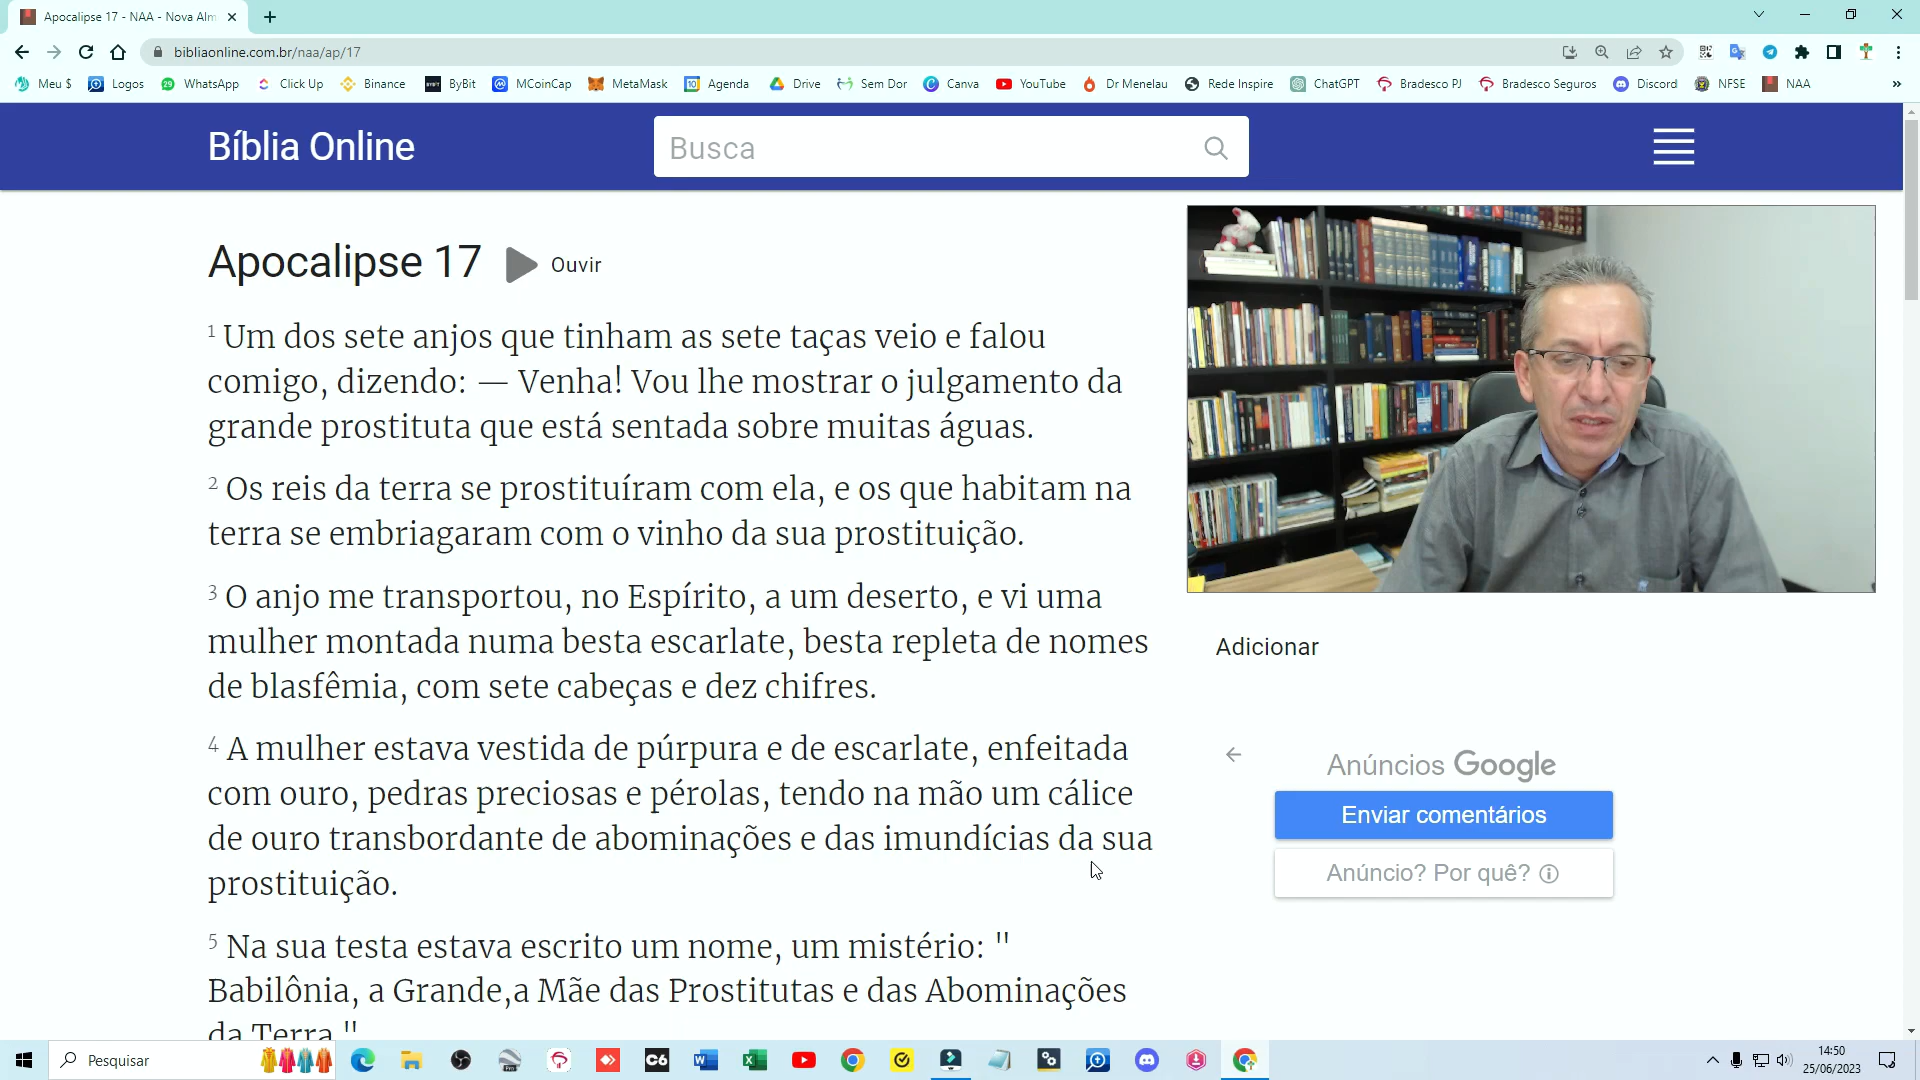 Apocalipse 17 - NAA - Nova Alm
bibliaonline.com.br/naa/ap/17
Meu $ Logos WhatsApp Click Up Binance ByBit MCoinCap MetaMask Agenda Drive Sem Dor Canva YouTube Dr Menelau Rede Inspire ChatGPT Bradesco PJ Bradesco Seguros Discord NFSE NAA »
Bíblia Online
Busca
Apocalipse 17
Ouvir
1 Um dos sete anjos que tinham as sete taças veio e falou
comigo, dizendo: — Venha! Vou lhe mostrar o julgamento da
grande prostituta que está sentada sobre muitas águas.
2 Os reis da terra se prostituíram com ela, e os que habitam na
terra se embriagaram com o vinho da sua prostituição.
3 O anjo me transportou, no Espírito, a um deserto, e vi uma
mulher montada numa besta escarlate, besta repleta de nomes
de blasfêmia, com sete cabeças e dez chifres.
4 A mulher estava vestida de púrpura e de escarlate, enfeitada
com ouro, pedras preciosas e pérolas, tendo na mão um cálice
de ouro transbordante de abominações e das imundícias da sua
prostituição.
5 Na sua testa estava escrito um nome, um mistério: "
Babilônia, a Grande,a Mãe das Prostitutas e das Abominações
da Terra."
Adicionar
Anúncios Google
Enviar comentários
Anúncio? Por quê?
Pesquisar
14:50
25/06/2023